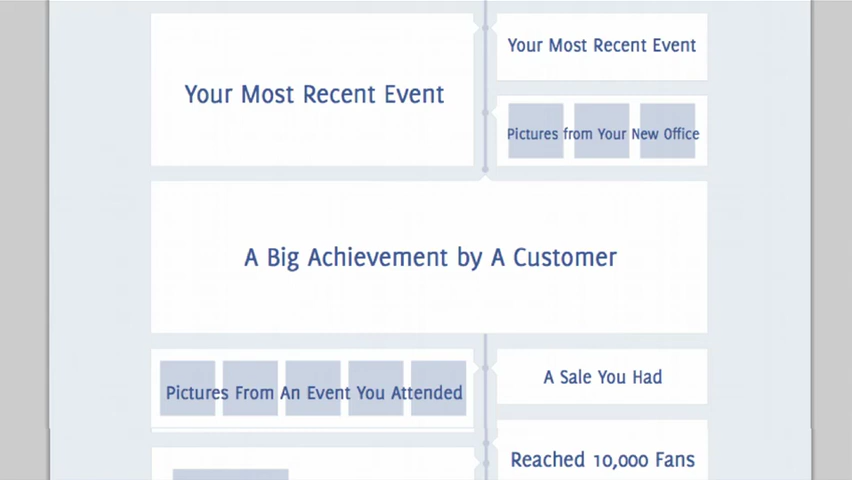 Your Most Recent Event
Your Most Recent Event
Pictures from Your New Office
A Big Achievement by A Customer
Pictures From An Event You Attended
A Sale You Had
Reached 10,000 Fans